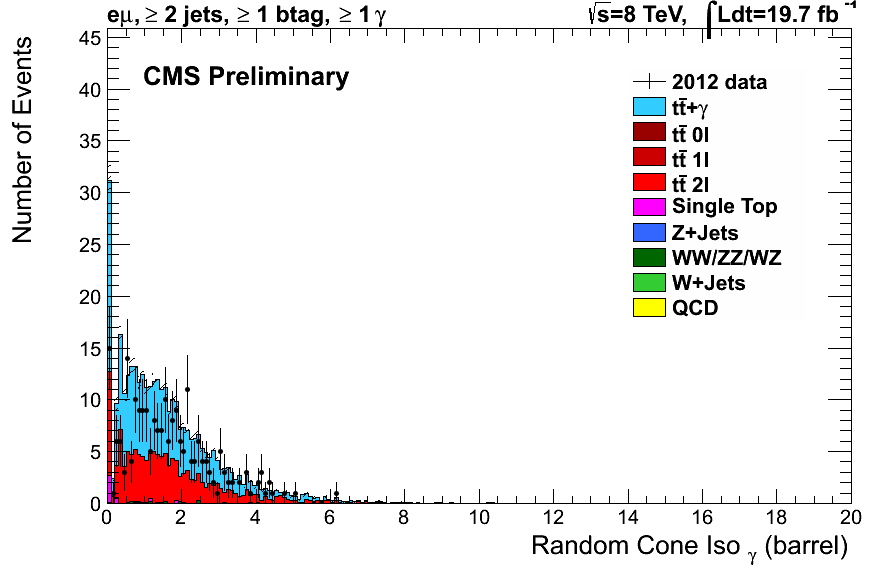 eμ, ≥ 2 jets, ≥ 1 btag, ≥ 1 γ
√s=8 TeV, ∫Ldt=19.7 fb⁻¹
CMS Preliminary
Number of Events
45
40
35
30
25
20
15
10
5
0
2012 data
tt̄+γ
tt̄ 0l
tt̄ 1l
tt̄ 2l
Single Top
Z+Jets
WW/ZZ/WZ
W+Jets
QCD
0 2 4 6 8 10 12 14 16 18 20
Random Cone Iso γ (barrel)